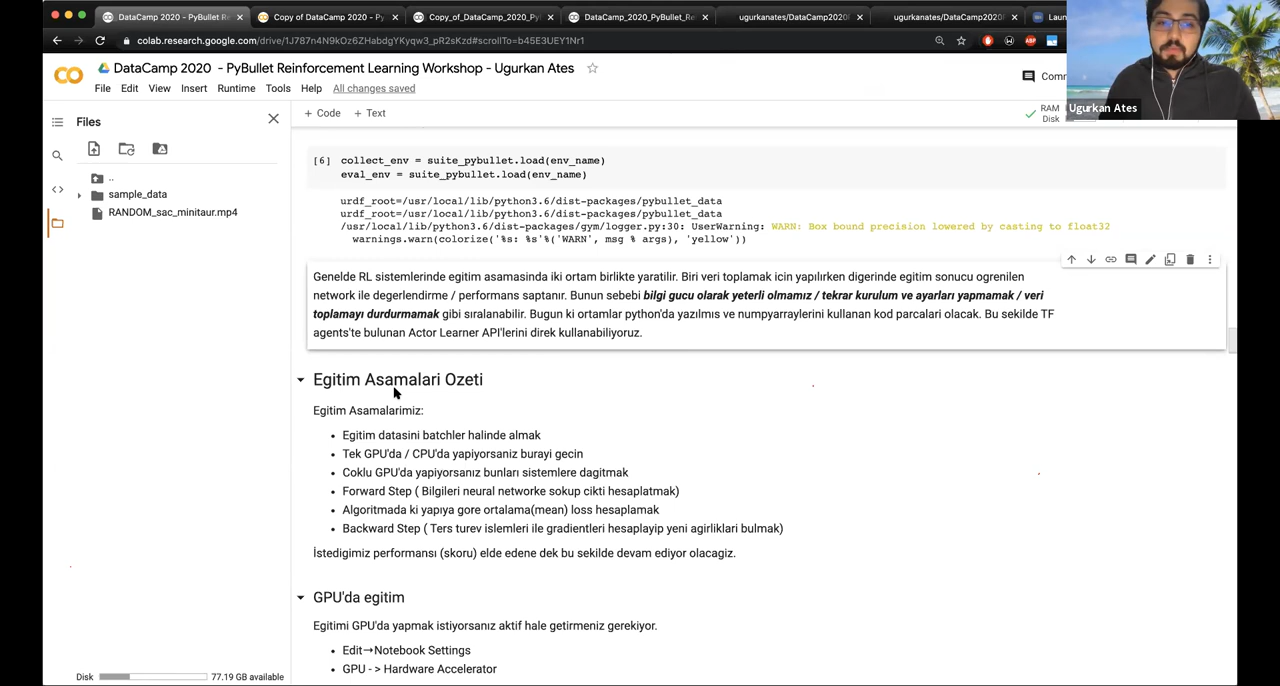 DataCamp 2020 - PyBullet R
Copy of DataCamp 2020 - Py
Copy_of_DataCamp_2020_Py
DataCamp_2020_PyBullet_Re
ugurkanates/DataCamp2020
ugurkanates/DataCamp2020
Laun
colab.research.google.com/drive/1J787n4N9kOz6ZHabdgYKyqw3_pR2sKzd#scrollTo=b45E3UEY1Nr1
DataCamp 2020 - PyBullet Reinforcement Learning Workshop - Ugurkan Ates
Comm
File Edit View Insert Runtime Tools Help All changes saved
Ugurkan Ates
Files
+ Code + Text
RAM
Disk
..
sample_data
RANDOM_sac_minitaur.mp4
[6] collect_env = suite_pybullet.load(env_name)
eval_env = suite_pybullet.load(env_name)
urdf_root=/usr/local/lib/python3.6/dist-packages/pybullet_data
urdf_root=/usr/local/lib/python3.6/dist-packages/pybullet_data
/usr/local/lib/python3.6/dist-packages/gym/logger.py:30: UserWarning: WARN: Box bound precision lowered by casting to float32
warnings.warn(colorize('%s: %s'%('WARN', msg % args), 'yellow'))
Genelde RL sistemlerinde egitim asamasinda iki ortam birlikte yaratilir. Biri veri toplamak icin yapılırken digerinde egitim sonucu ogrenilen
network ile degerlendirme / performans saptanır. Bunun sebebi bilgi gucu olarak yeterli olmamız / tekrar kurulum ve ayarları yapmamak / veri
toplamayı durdurmamak gibi sıralanabilir. Bugun ki ortamlar python'da yazılmıs ve numpyarraylerini kullanan kod parcalari olacak. Bu sekilde TF
agents'te bulunan Actor Learner API'lerini direk kullanabiliyoruz.
Egitim Asamalari Ozeti
Egitim Asamalarimiz:
• Egitim datasini batchler halinde almak
• Tek GPU'da / CPU'da yapiyorsaniz burayi gecin
• Coklu GPU'da yapiyorsanız bunları sistemlere dagitmak
• Forward Step ( Bilgileri neural networke sokup cikti hesaplatmak)
• Algoritmada ki yapıya gore ortalama(mean) loss hesaplamak
• Backward Step ( Ters turev islemleri ile gradientleri hesaplayip yeni agirliklari bulmak)
İstedigimiz performansı (skoru) elde edene dek bu sekilde devam ediyor olacagiz.
GPU'da egitim
Egitimi GPU'da yapmak istiyorsanız aktif hale getirmeniz gerekiyor.
• Edit→Notebook Settings
• GPU - > Hardware Accelerator
Disk 77.19 GB available